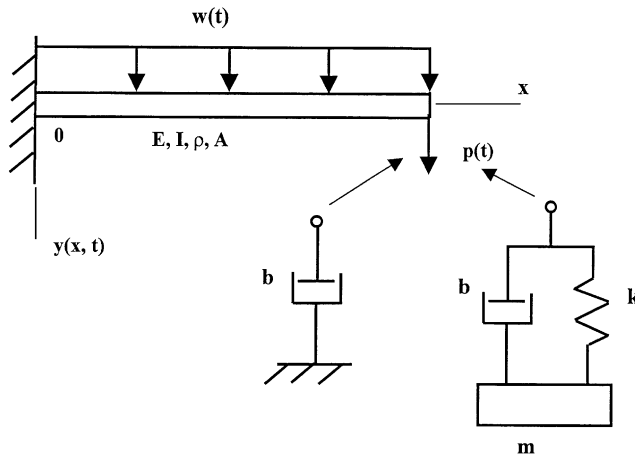 w(t)
x
0
E, I, ρ, A
p(t)
y(x, t)
b
b
k
m